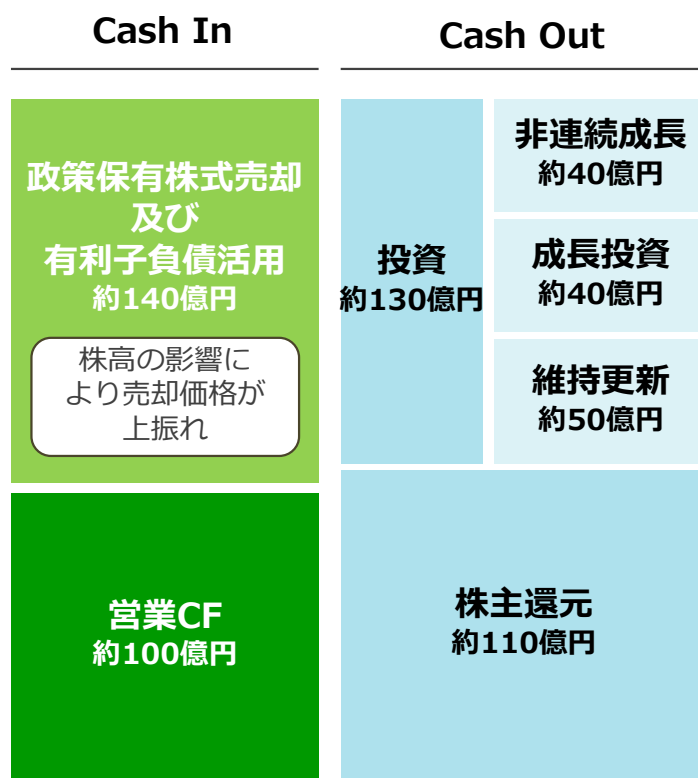 Cash In
Cash Out
政策保有株式売却
及び
有利子負債活用
約140億円
株高の影響に
より売却価格が
上振れ
営業CF
約100億円
投資
約130億円
非連続成長
約40億円
成長投資
約40億円
維持更新
約50億円
株主還元
約110億円